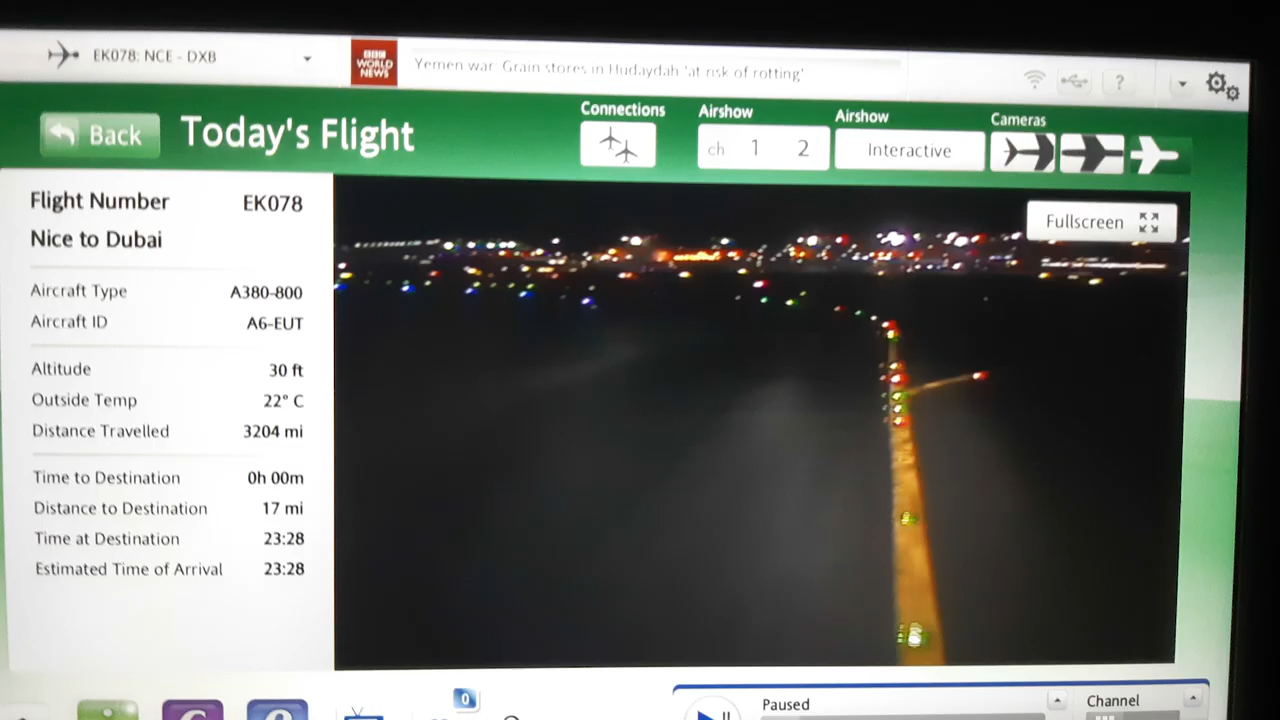 EK078: NCE - DXB
BBC
WORLD
NEWS
Yemen war: Grain stores in Hudaydah 'at risk of rotting'
?
Back
Today's Flight
Connections
Airshow
ch 1 2
Airshow
Interactive
Cameras
Flight Number EK078
Nice to Dubai
Aircraft Type A380-800
Aircraft ID A6-EUT
Altitude 30 ft
Outside Temp 22° C
Distance Travelled 3204 mi
Time to Destination 0h 00m
Distance to Destination 17 mi
Time at Destination 23:28
Estimated Time of Arrival 23:28
Fullscreen
0
Paused
Channel